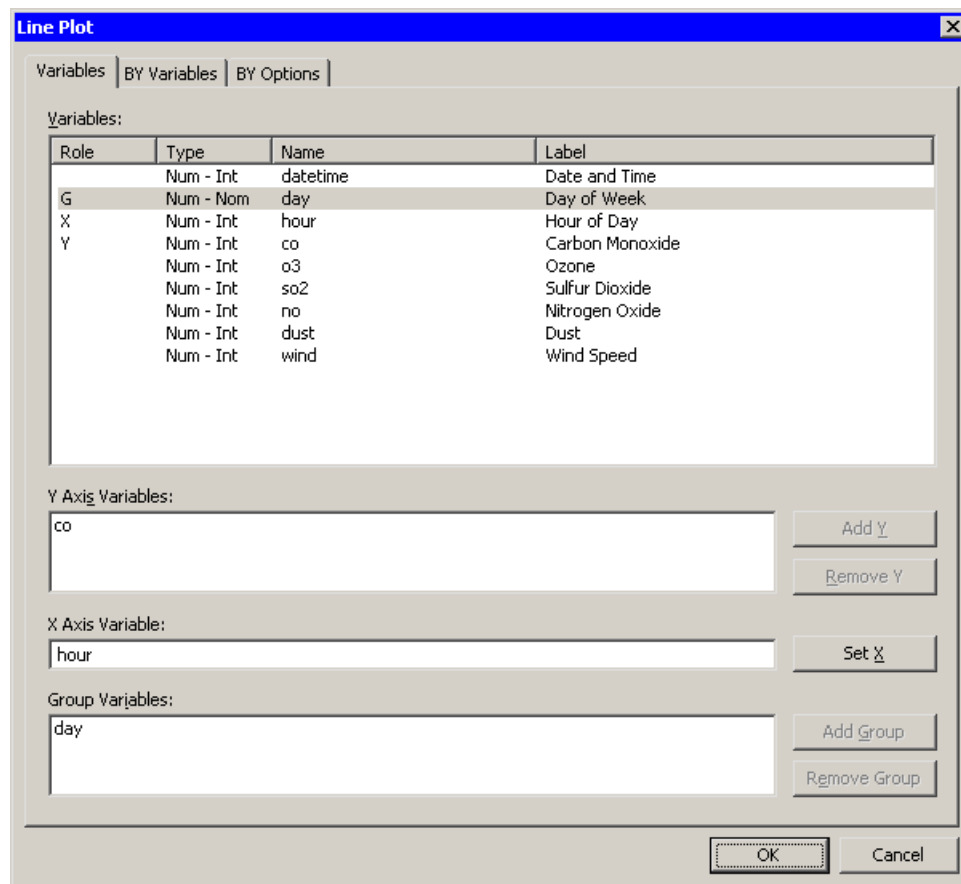 Line Plot
Variables BY Variables BY Options
Variables:
Role Type Name Label
Num - Int datetime Date and Time
G Num - Nom day Day of Week
X Num - Int hour Hour of Day
Y Num - Int co Carbon Monoxide
Num - Int o3 Ozone
Num - Int so2 Sulfur Dioxide
Num - Int no Nitrogen Oxide
Num - Int dust Dust
Num - Int wind Wind Speed
Y Axis Variables:
co
Add Y
Remove Y
X Axis Variable:
hour
Set X
Group Variables:
day
Add Group
Remove Group
OK Cancel